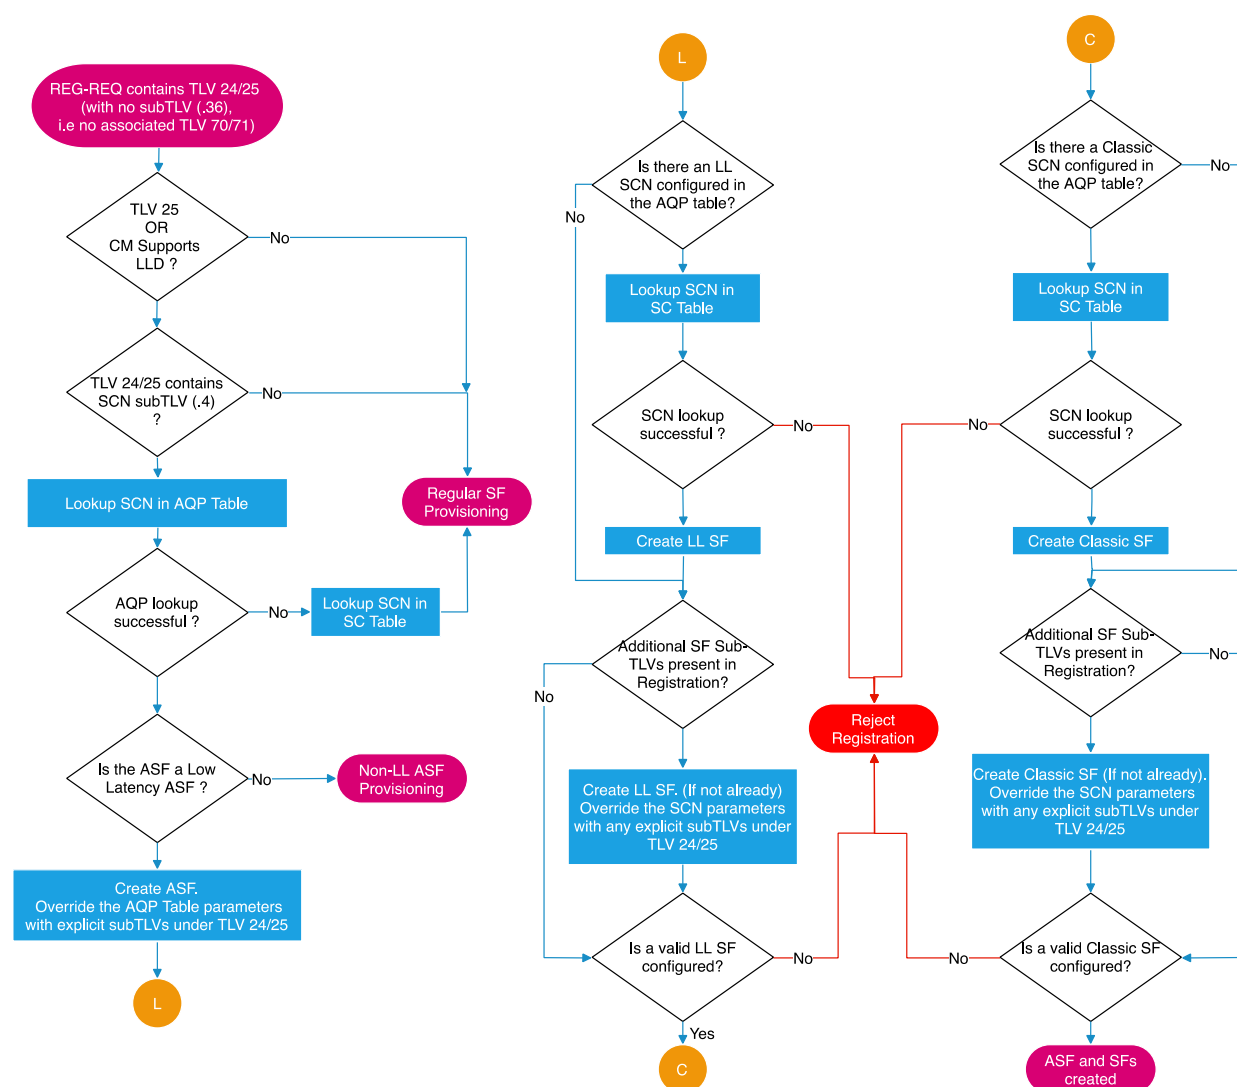 REG-REQ contains TLV 24/25
(with no subTLV (.36),
i.e no associated TLV 70/71)
TLV 25
OR
CM Supports
LLD ?
No
TLV 24/25 contains
SCN subTLV (.4)
?
No
Lookup SCN in AQP Table
Regular SF
Provisioning
AQP lookup
successful ?
No
Lookup SCN in
SC Table
Is the ASF a Low
Latency ASF ?
No
Non-LL ASF
Provisioning
Create ASF.
Override the AQP Table parameters
with explicit subTLVs under TLV 24/25
L
L
Is there an LL
SCN configured in
the AQP table?
No
Lookup SCN in
SC Table
SCN lookup
successful ?
No
Create LL SF
Additional SF Sub-
TLVs present in
Registration?
No
Create LL SF. (If not already)
Override the SCN parameters
with any explicit subTLVs under
TLV 24/25
Is a valid LL SF
configured?
No
Yes
C
Reject
Registration
C
Is there a Classic
SCN configured in
the AQP table?
No
Lookup SCN in
SC Table
SCN lookup
successful ?
No
Create Classic SF
Additional SF Sub-
TLVs present in
Registration?
No
Create Classic SF (If not already).
Override the SCN parameters
with any explicit subTLVs under
TLV 24/25
Is a valid Classic SF
configured?
No
ASF and SFs
created